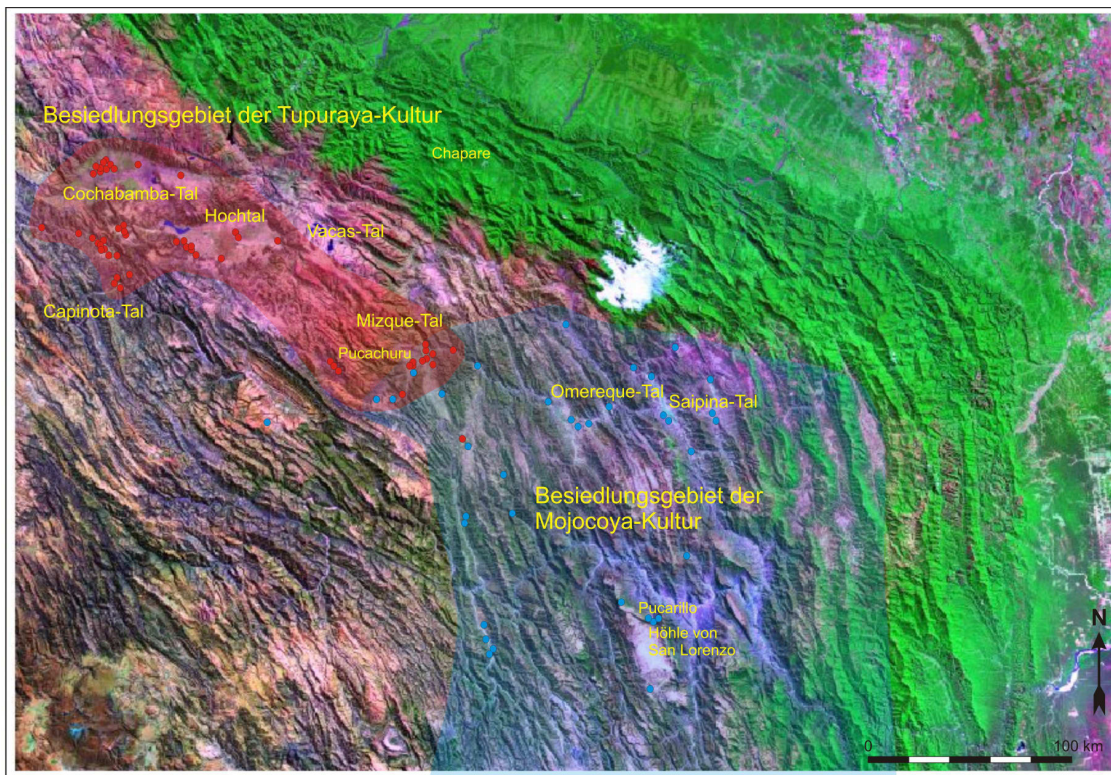 Besiedlungsgebiet der Tupuraya-Kultur
Chapare
Cochabamba-Tal
Hochtal
Vacas-Tal
Capinota-Tal
Mizque-Tal
Pucachuru
Omereque-Tal
Saipina-Tal
Besiedlungsgebiet der
Mojocoya-Kultur
Pucarillo
Höhle von
San Lorenzo
N
0
100 km